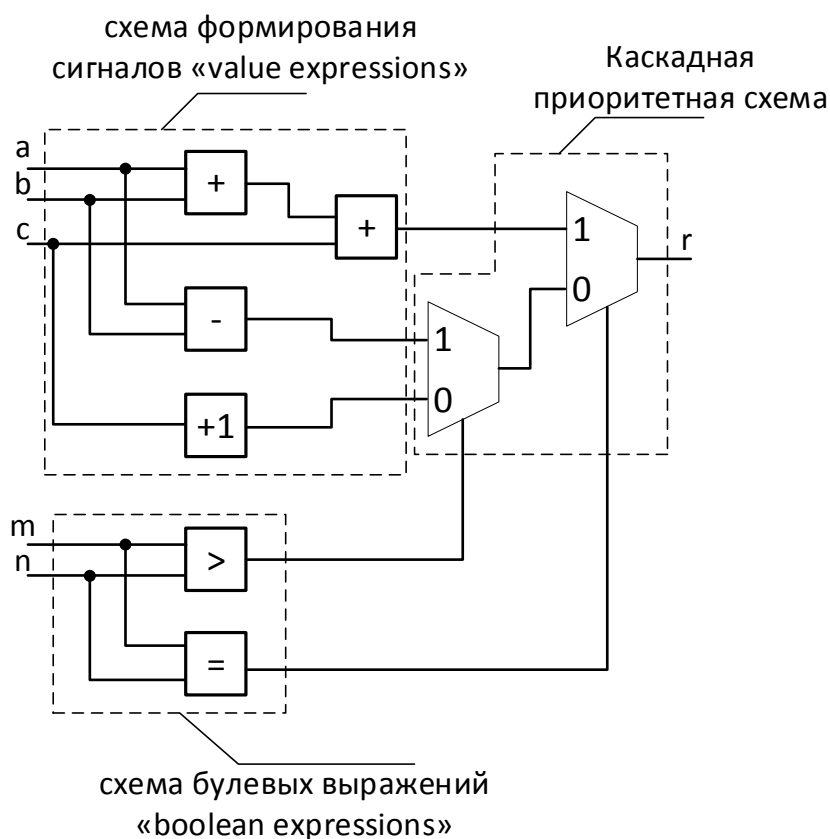 схема формирования
сигналов «value expressions»
Каскадная
приоритетная схема
a
b
c
+
+
-
+1
1
0
1
0
r
m
n
>
=
схема булевых выражений
«boolean expressions»